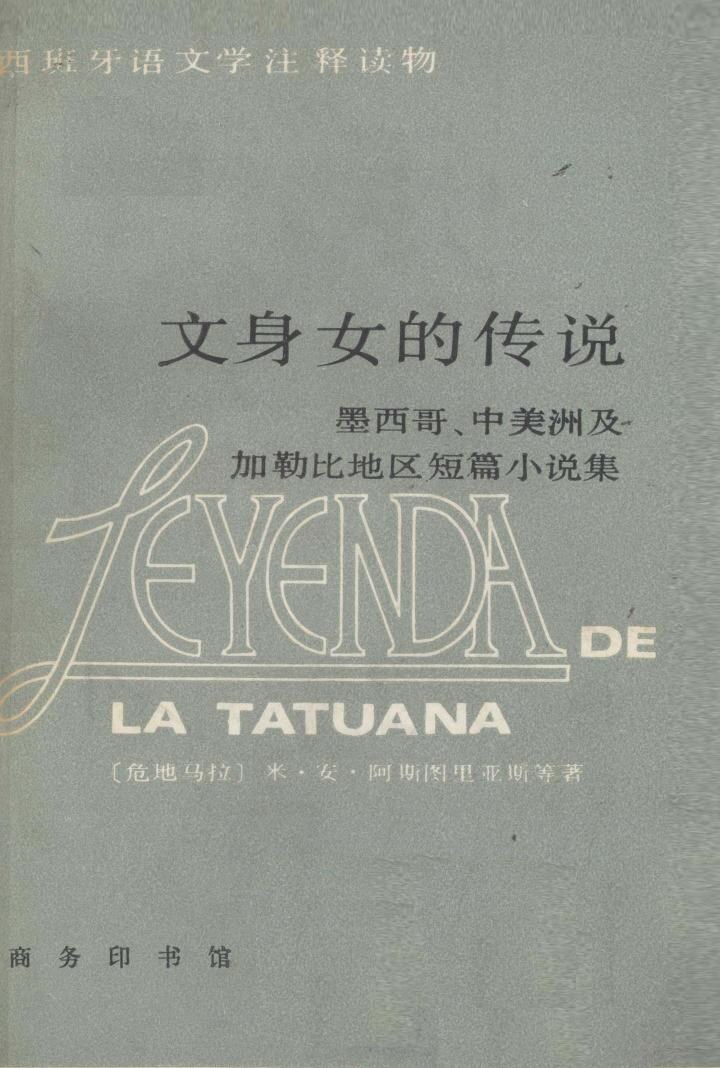 西班牙语文学注释读物
文身女的传说
墨西哥、中美洲及
加勒比地区短篇小说集
LEYENDA DE
LA TATUANA
〔危地马拉〕米·安·阿斯图里亚斯等著
商务印书馆